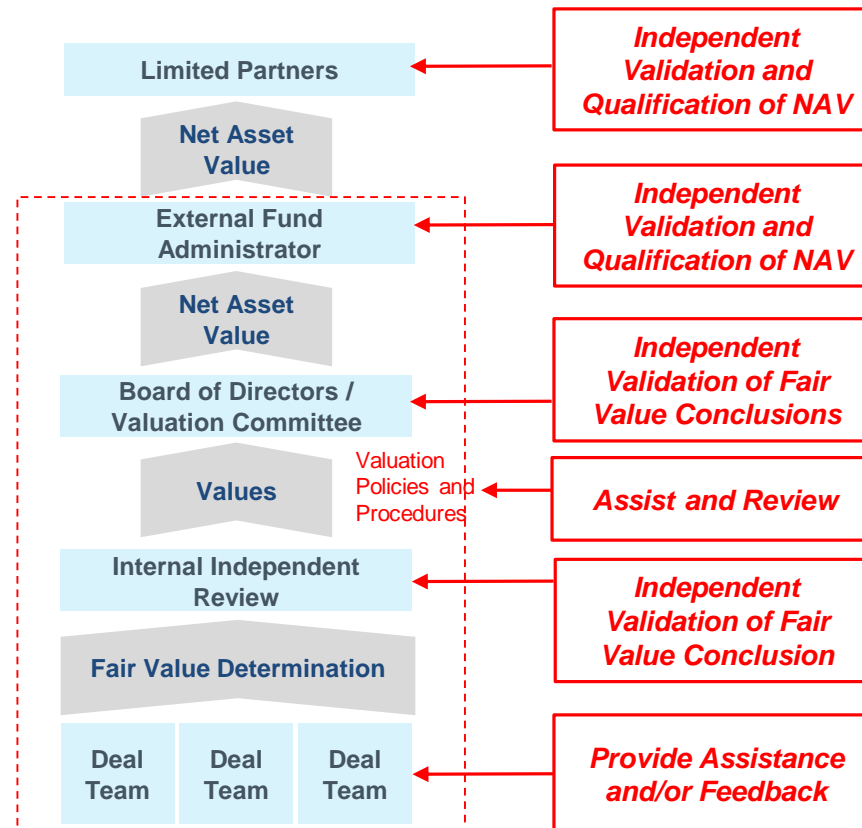 Limited Partners
Independent
Validation and
Qualification of NAV
Net Asset
Value
External Fund
Administrator
Independent
Validation and
Qualification of NAV
Net Asset
Value
Board of Directors /
Valuation Committee
Independent
Validation of Fair
Value Conclusions
Values
Valuation
Policies and
Procedures
Assist and Review
Internal Independent
Review
Independent
Validation of Fair
Value Conclusion
Fair Value Determination
Deal
Team
Deal
Team
Deal
Team
Provide Assistance
and/or Feedback